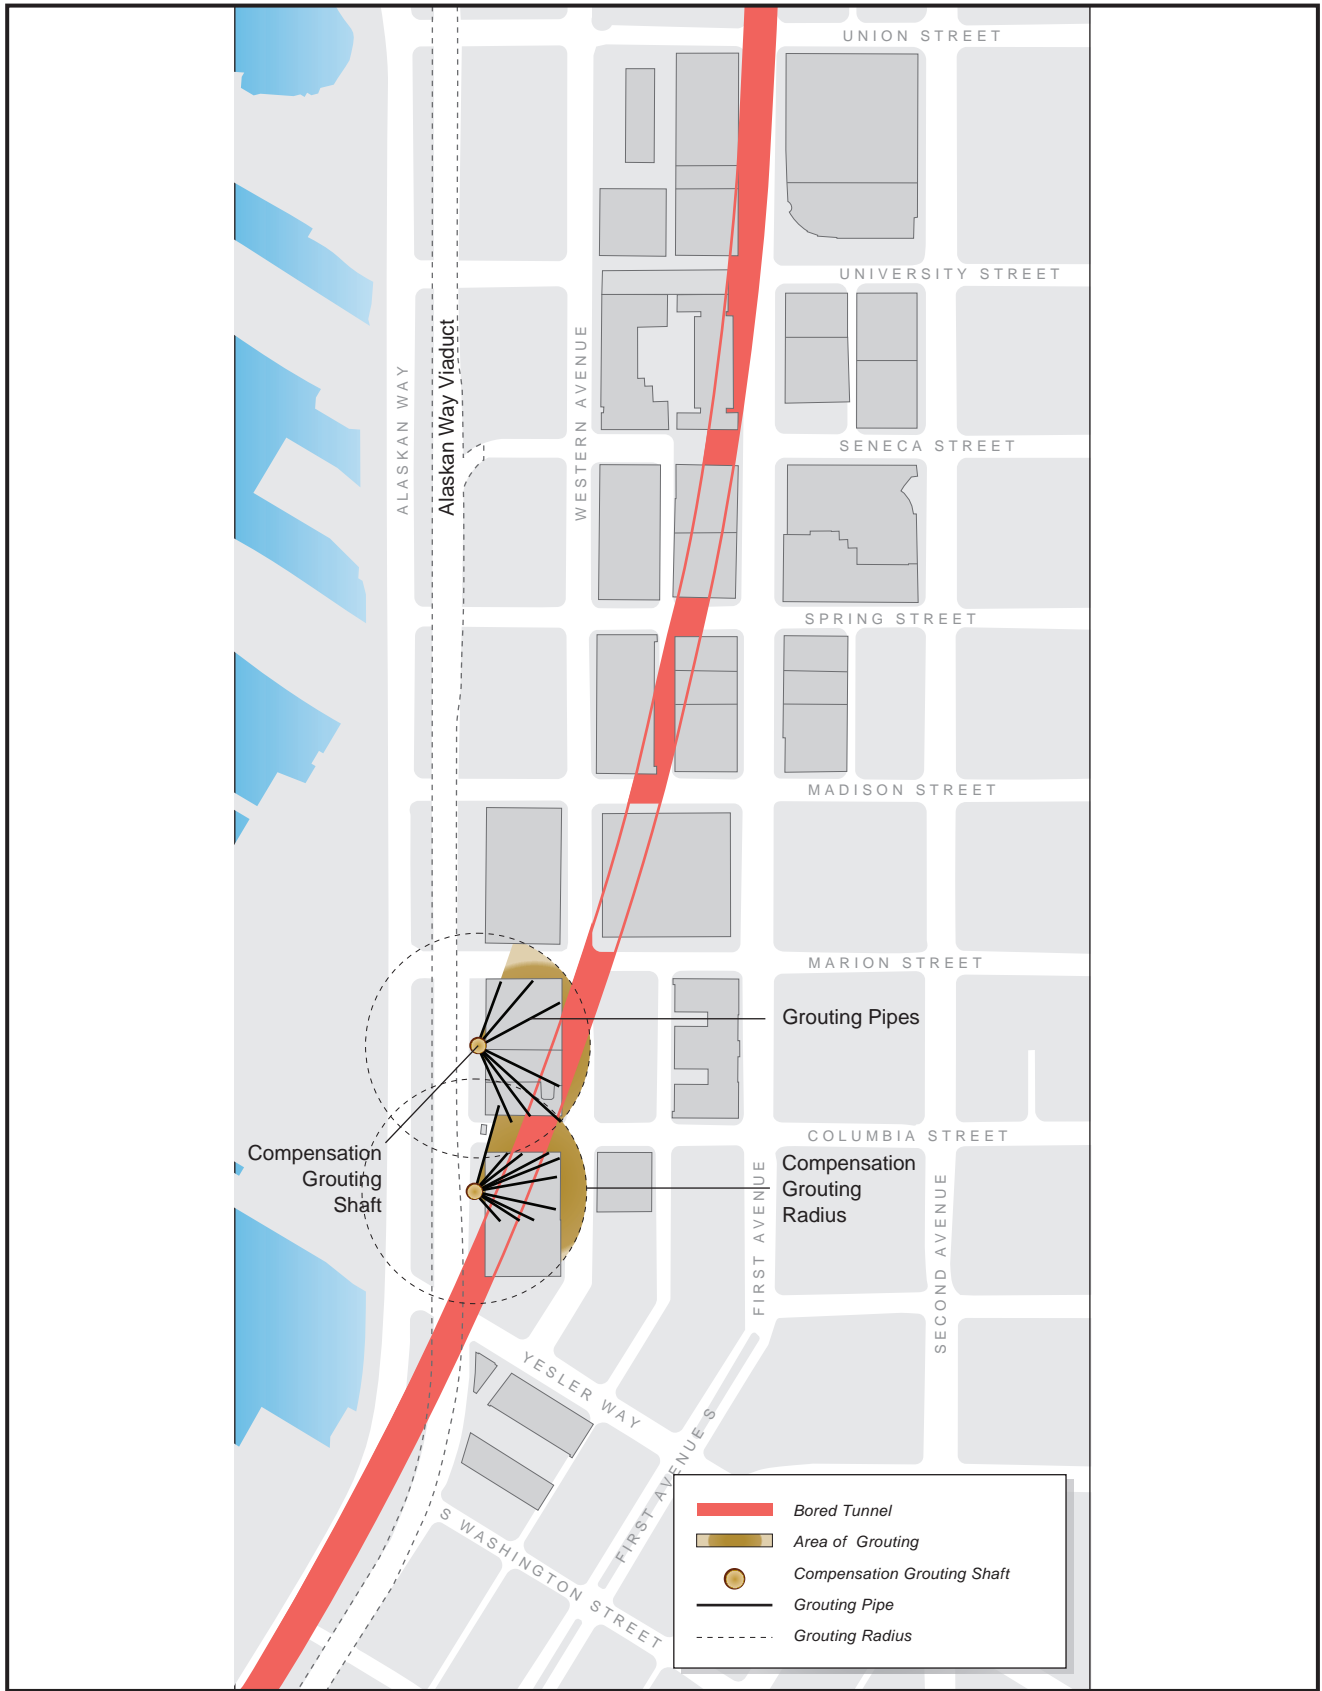 UNION STREET
UNIVERSITY STREET
ALASKAN WAY
Alaskan Way Viaduct
WESTERN AVENUE
SENECA STREET
SPRING STREET
MADISON STREET
MARION STREET
Grouting Pipes
COLUMBIA STREET
Compensation
Grouting
Shaft
Compensation
Grouting
Radius
FIRST AVENUE
SECOND AVENUE
YESLER WAY
FIRST AVENUE S
S WASHINGTON STREET
Bored Tunnel
Area of Grouting
Compensation Grouting Shaft
Grouting Pipe
Grouting Radius